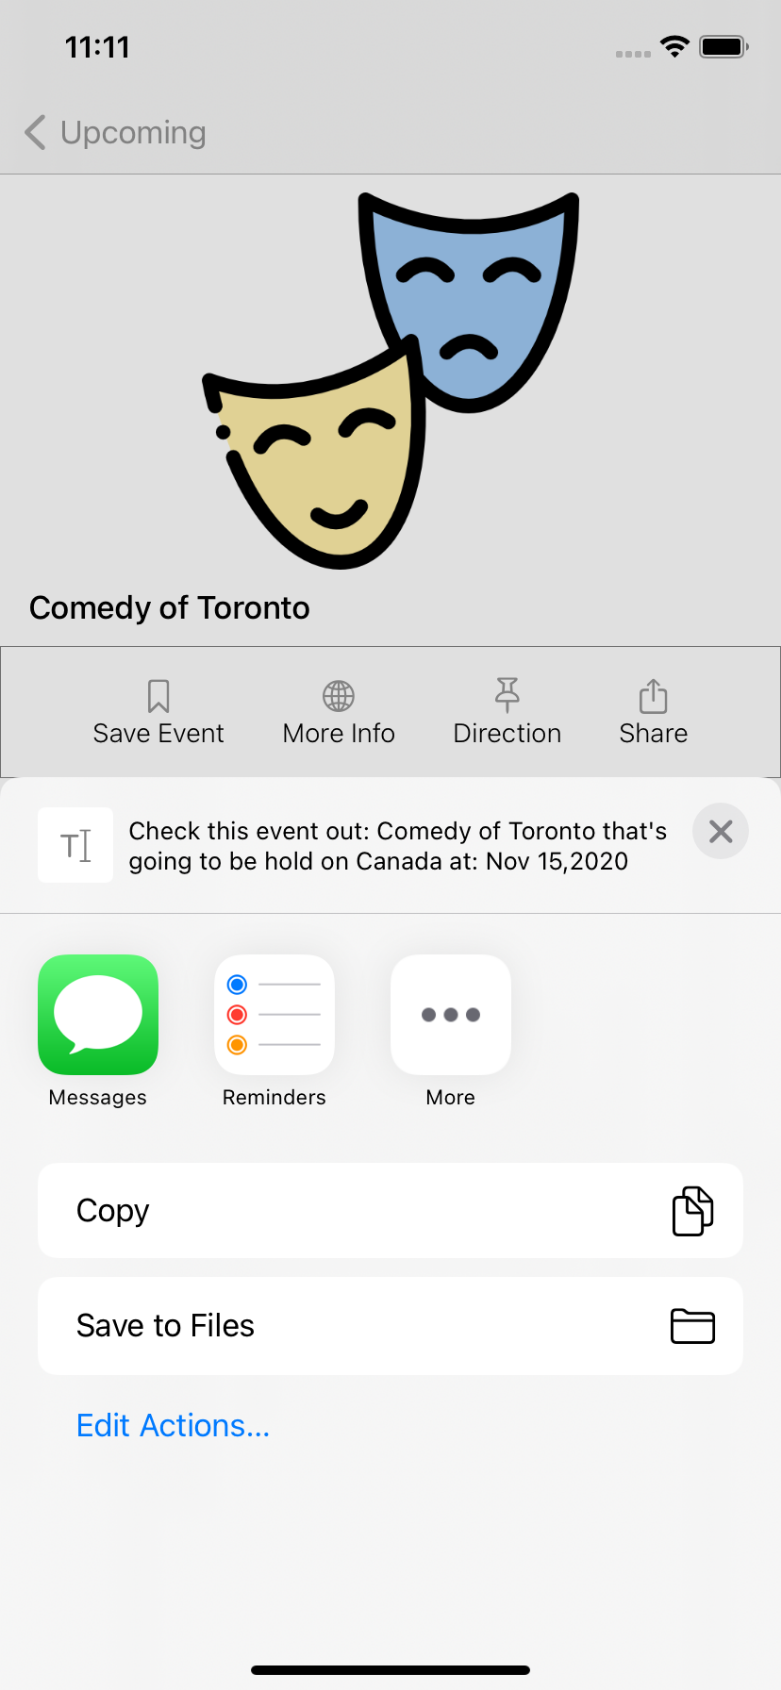 11:11
Upcoming
Comedy of Toronto
Save Event
More Info
Direction
Share
Check this event out: Comedy of Toronto that's
going to be hold on Canada at: Nov 15,2020
Messages
Reminders
More
Copy
Save to Files
Edit Actions...